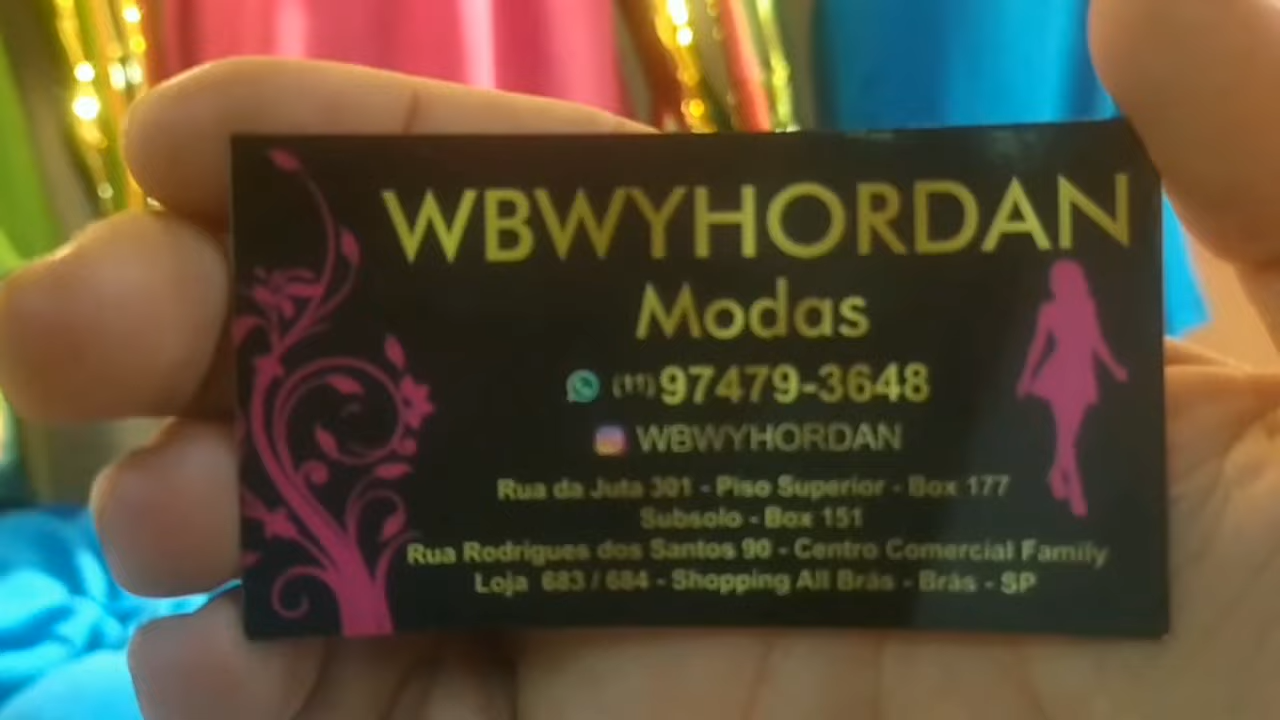 WBWYHORDAN
Modas
(11) 97479-3648
WBWYHORDAN
Rua da Juta 301 - Piso Superior - Box 177
Subsolo - Box 151
Rua Rodrigues dos Santos 90 - Centro Comercial Family
Loja 683 / 684 - Shopping All Brás - Brás - SP